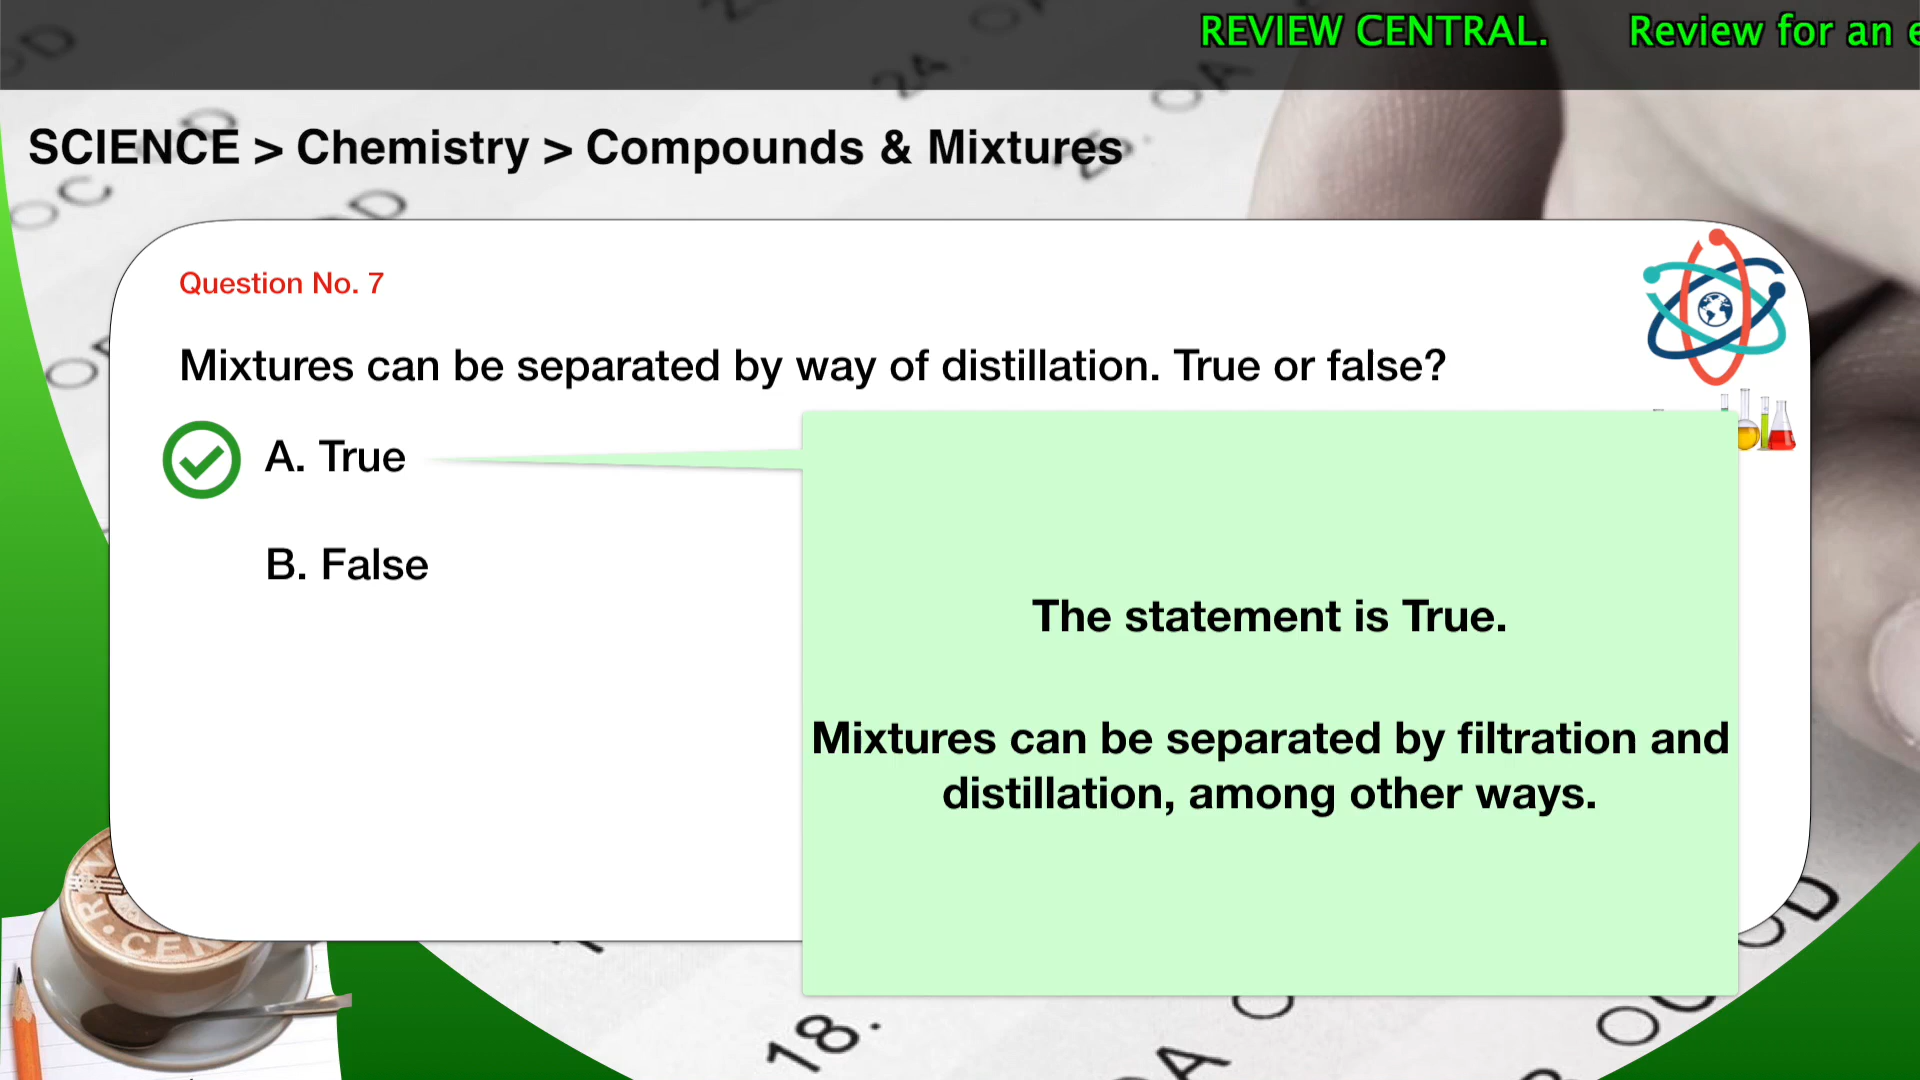 REVIEW CENTRAL. Review for an e
SCIENCE > Chemistry > Compounds & Mixtures
Question No. 7
Mixtures can be separated by way of distillation. True or false?
A. True
B. False
The statement is True.
Mixtures can be separated by filtration and
distillation, among other ways.
18.